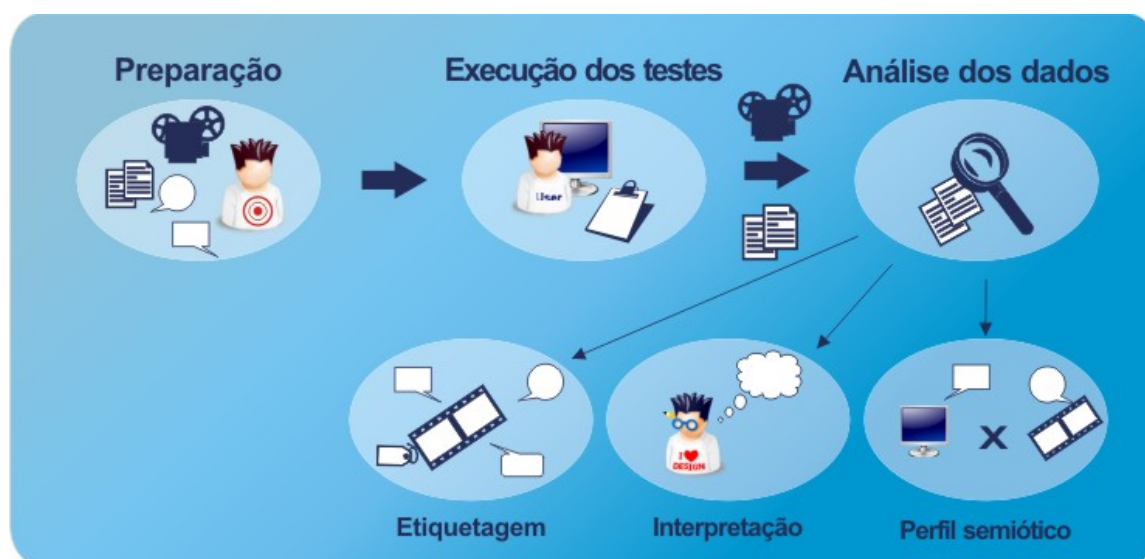 Preparação
Execução dos testes
Análise dos dados
User
I ❤
DESIGN
X
Etiquetagem
Interpretação
Perfil semiótico